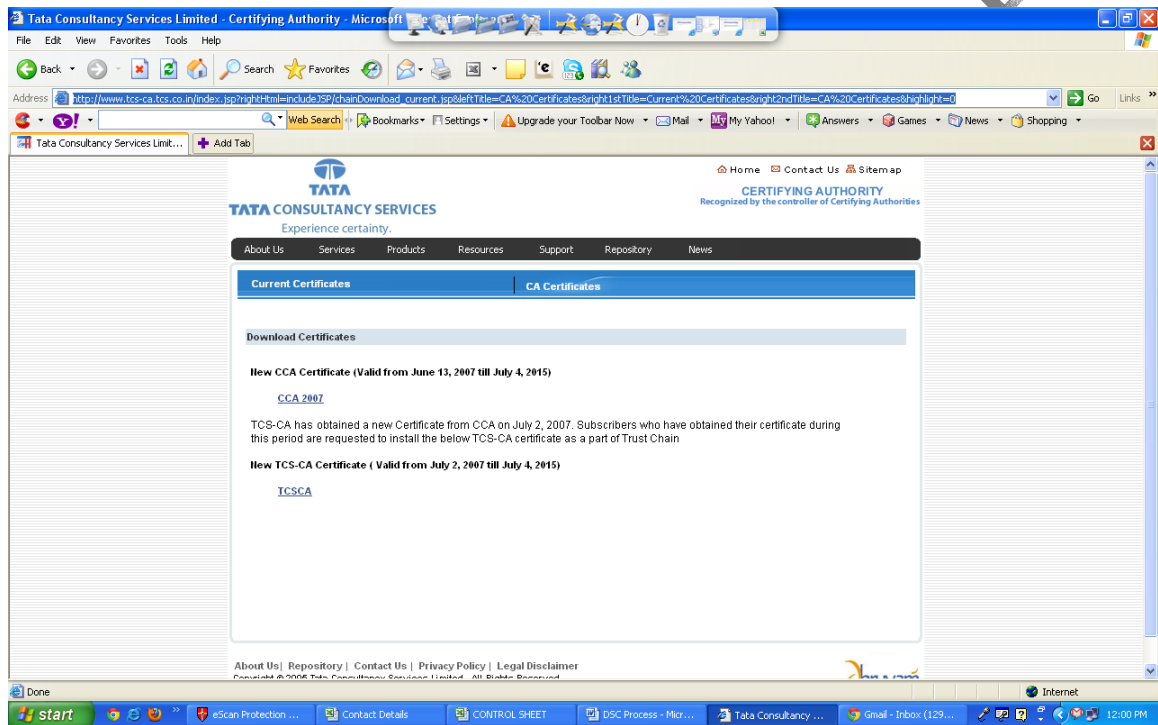 Tata Consultancy Services Limited - Certifying Authority - Microsoft
File Edit View Favorites Tools Help
Back Search Favorites
Address http://www.tcs-ca.tcs.co.in/index.jsp?rightHtml=includeJSP/chainDownload_current.jsp&leftTitle=CA%20Certificates&right1stTitle=Current%20Certificates&right2ndTitle=CA%20Certificates&highlight=0 Go Links »
Web Search Bookmarks Settings Upgrade your Toolbar Now Mail My Yahoo! Answers Games News Shopping
Tata Consultancy Services Limit... Add Tab
Home Contact Us Sitemap
TATA
CERTIFYING AUTHORITY
TATA CONSULTANCY SERVICES
Recognized by the controller of Certifying Authorities
Experience certainty.
About Us Services Products Resources Support Repository News
Current Certificates CA Certificates
Download Certificates
New CCA Certificate (Valid from June 13, 2007 till July 4, 2015)
CCA 2007
TCS-CA has obtained a new Certificate from CCA on July 2, 2007. Subscribers who have obtained their certificate during
this period are requested to install the below TCS-CA certificate as a part of Trust Chain
New TCS-CA Certificate ( Valid from July 2, 2007 till July 4, 2015)
TCSCA
About Us| Repository | Contact Us | Privacy Policy | Legal Disclaimer
Copyright © 2005 Tata Consultancy Services Limited. All Rights Reserved
Done Internet
start eScan Protection ... Contact Details CONTROL SHEET DSC Process - Micr... Tata Consultancy ... Gmail - Inbox (129... 12:00 PM